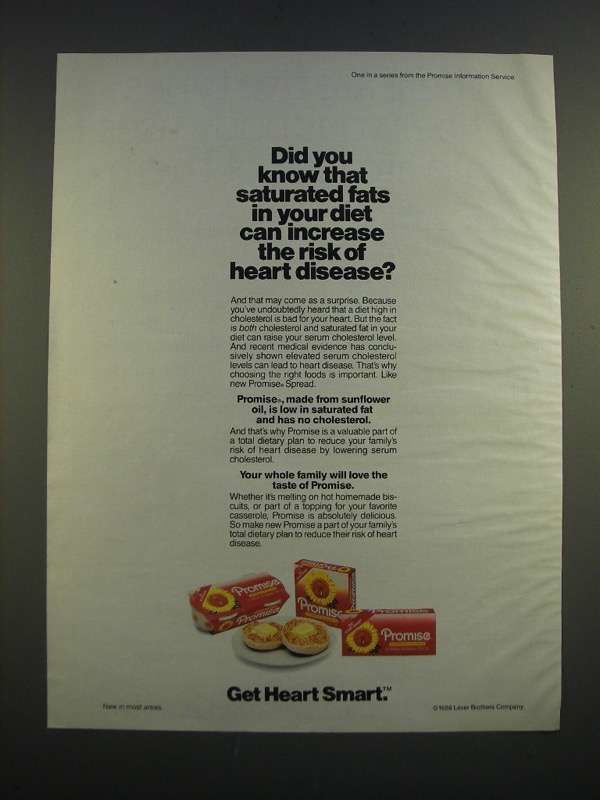 One in a series from the Promise Information Service
Did you
know that
saturated fats
in your diet
can increase
the risk of
heart disease?
And that may come as a surprise. Because
you've undoubtedly heard that a diet high in
cholesterol is bad for your heart. But the fact
is both cholesterol and saturated fat in your
diet can raise your serum cholesterol level.
And recent medical evidence has conclu-
sively shown elevated serum cholesterol
levels can lead to heart disease. That's why
choosing the right foods is important. Like
new Promise® Spread.
Promise®, made from sunflower
oil, is low in saturated fat
and has no cholesterol.
And that's why Promise is a valuable part of
a total dietary plan to reduce your family's
risk of heart disease by lowering serum
cholesterol.
Your whole family will love the
taste of Promise.
Whether it's melting on hot homemade bis-
cuits, or part of a topping for your favorite
casserole, Promise is absolutely delicious.
So make new Promise a part of your family's
total dietary plan to reduce their risk of heart
disease.
Promise
Promise
Promise
Promise
Promise
Get Heart Smart.™
New in most areas.
© Lever Brothers Company